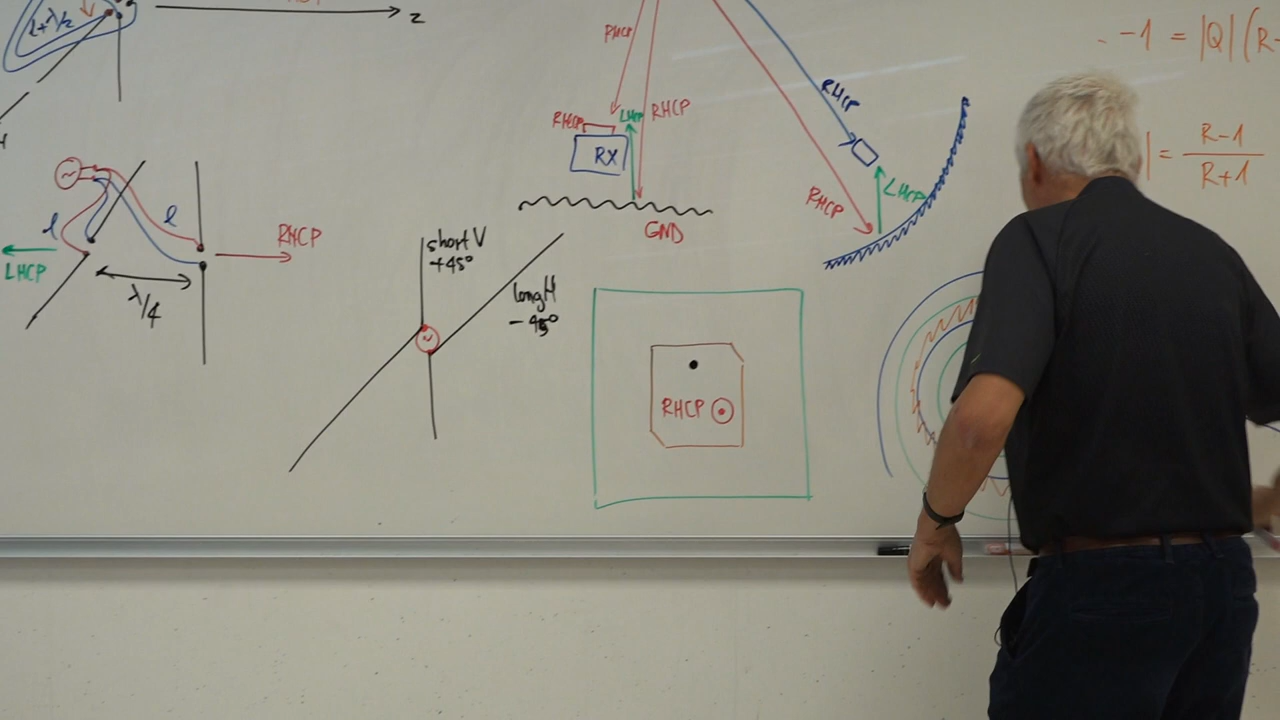 l+λ/2
z
RHCP
RHCP
RHCP
LHCP
RX
GND
RHCP
RHCP
LHCP
-1 = |Q|(R-
| = R-1
R+1
~
l
l
LHCP
RHCP
λ/4
short V
+45°
long H
-45°
~
RHCP